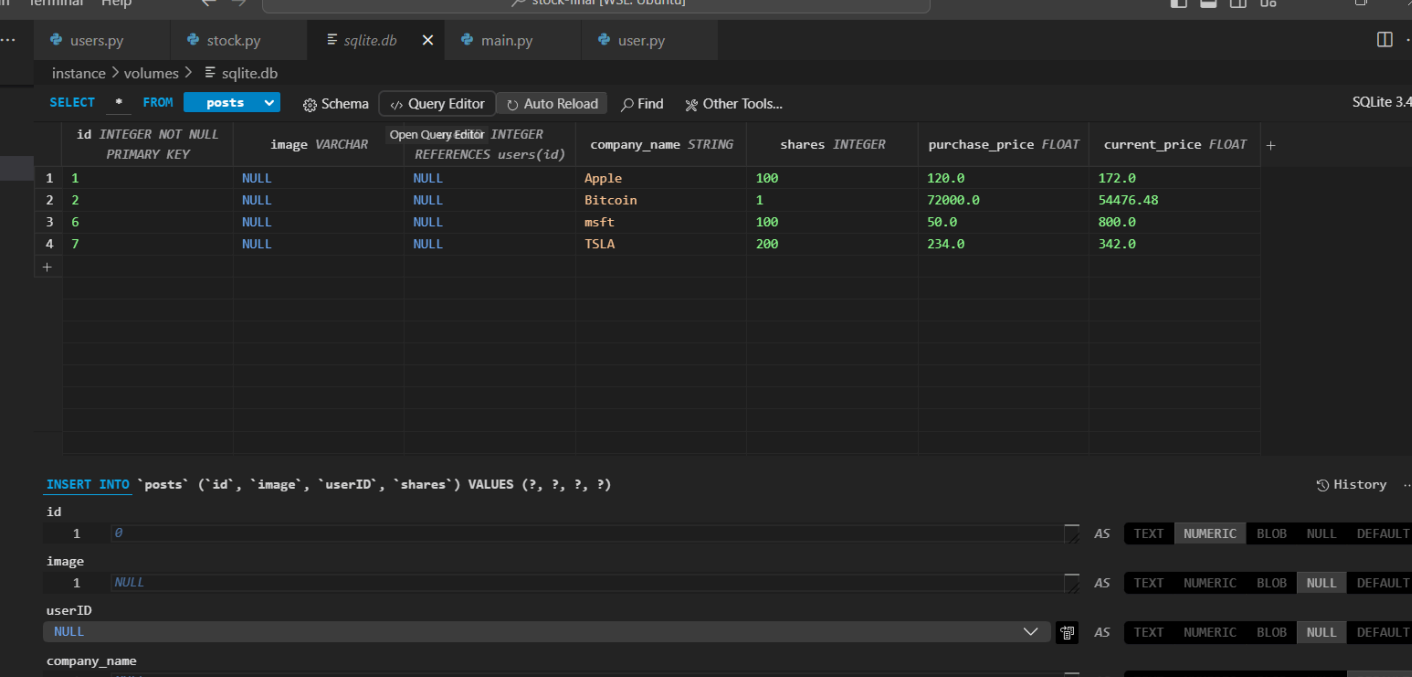 Terminal Help stock-final [WSL: Ubuntu]
users.py stock.py sqlite.db main.py user.py
instance > volumes > sqlite.db
SELECT * FROM posts Schema Query Editor Auto Reload Find Other Tools... SQLite 3.4
id INTEGER NOT NULL PRIMARY KEY image VARCHAR INTEGER REFERENCES users(id) company_name STRING shares INTEGER purchase_price FLOAT current_price FLOAT +
Open Query Editor
1 1 NULL NULL Apple 100 120.0 172.0
2 2 NULL NULL Bitcoin 1 72000.0 54476.48
3 6 NULL NULL msft 100 50.0 800.0
4 7 NULL NULL TSLA 200 234.0 342.0
+
INSERT INTO `posts` (`id`, `image`, `userID`, `shares`) VALUES (?, ?, ?, ?) History
id
1 0 AS TEXT NUMERIC BLOB NULL DEFAULT
image
1 NULL AS TEXT NUMERIC BLOB NULL DEFAULT
userID
NULL AS TEXT NUMERIC BLOB NULL DEFAULT
company_name